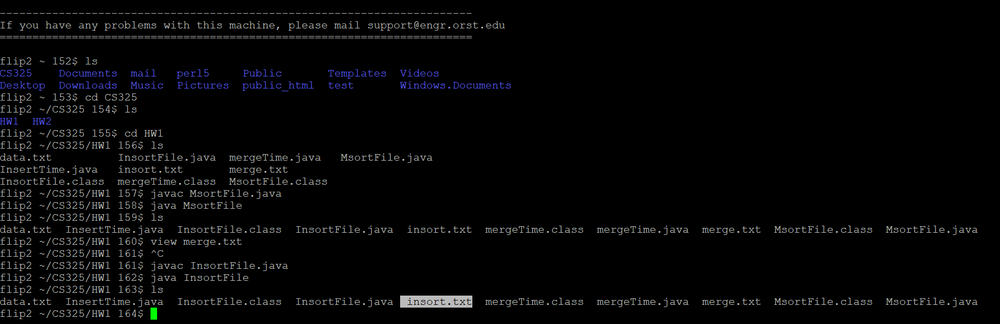 ------------------------------------------------------------------------
If you have any problems with this machine, please mail support@engr.orst.edu
========================================================================
flip2 ~ 152$ ls
CS325    Documents  mail   perl5     Public       Templates  Videos
Desktop  Downloads  Music  Pictures  public_html  test       Windows.Documents
flip2 ~ 153$ cd CS325
flip2 ~/CS325 154$ ls
HW1  HW2
flip2 ~/CS325 155$ cd HW1
flip2 ~/CS325/HW1 156$ ls
data.txt          InsortFile.java  mergeTime.java   MsortFile.java
InsertTime.java   insort.txt       merge.txt
InsortFile.class  mergeTime.class  MsortFile.class
flip2 ~/CS325/HW1 157$ javac MsortFile.java
flip2 ~/CS325/HW1 158$ java MsortFile
flip2 ~/CS325/HW1 159$ ls
data.txt  InsertTime.java  InsortFile.class  InsortFile.java  insort.txt  mergeTime.class  mergeTime.java  merge.txt  MsortFile.class  MsortFile.java
flip2 ~/CS325/HW1 160$ view merge.txt
flip2 ~/CS325/HW1 161$ ^C
flip2 ~/CS325/HW1 161$ javac InsortFile.java
flip2 ~/CS325/HW1 162$ java InsortFile
flip2 ~/CS325/HW1 163$ ls
data.txt  InsertTime.java  InsortFile.class  InsortFile.java  insort.txt  mergeTime.class  mergeTime.java  merge.txt  MsortFile.class  MsortFile.java
flip2 ~/CS325/HW1 164$